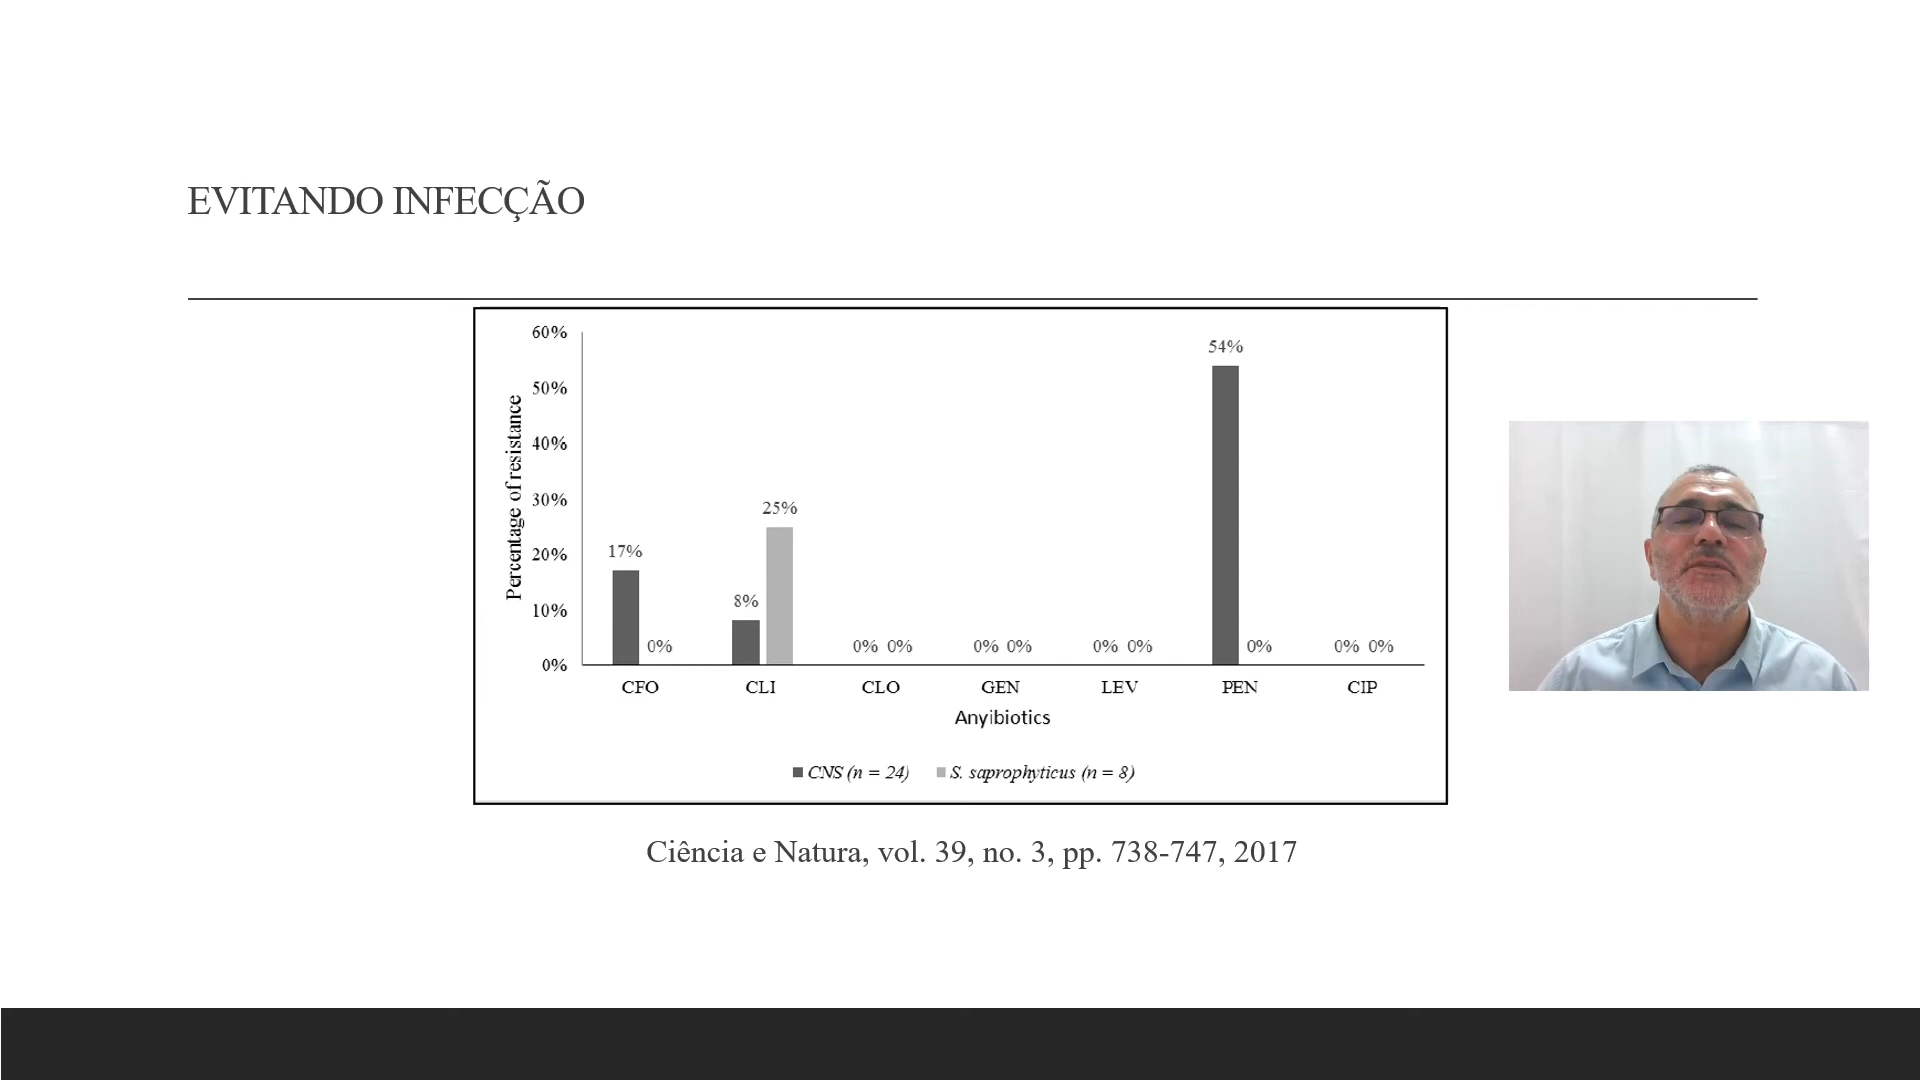 EVITANDO INFECÇÃO
60%
50%
40%
30%
20%
10%
0%
Percentage of resistance
17%
0%
8%
25%
0% 0%
0% 0%
0% 0%
54%
0%
0% 0%
CFO CLI CLO GEN LEV PEN CIP
Anyibiotics
CNS (n = 24) S. saprophyticus (n = 8)
Ciência e Natura, vol. 39, no. 3, pp. 738-747, 2017